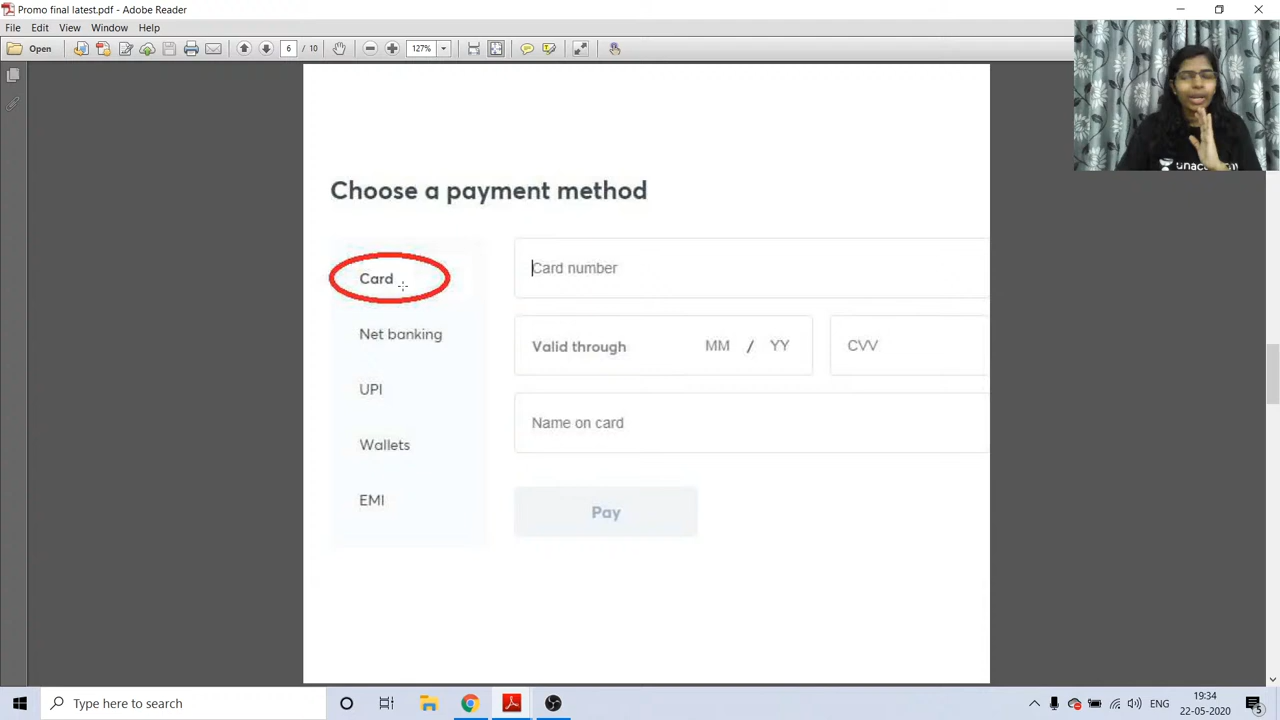 Promo final latest.pdf - Adobe Reader
File Edit View Window Help
Open 6 / 10 127%
Choose a payment method
Card
Card number
Net banking
Valid through MM / YY CVV
UPI
Name on card
Wallets
EMI
Pay
Type here to search
ENG
19:34
22-05-2020
5